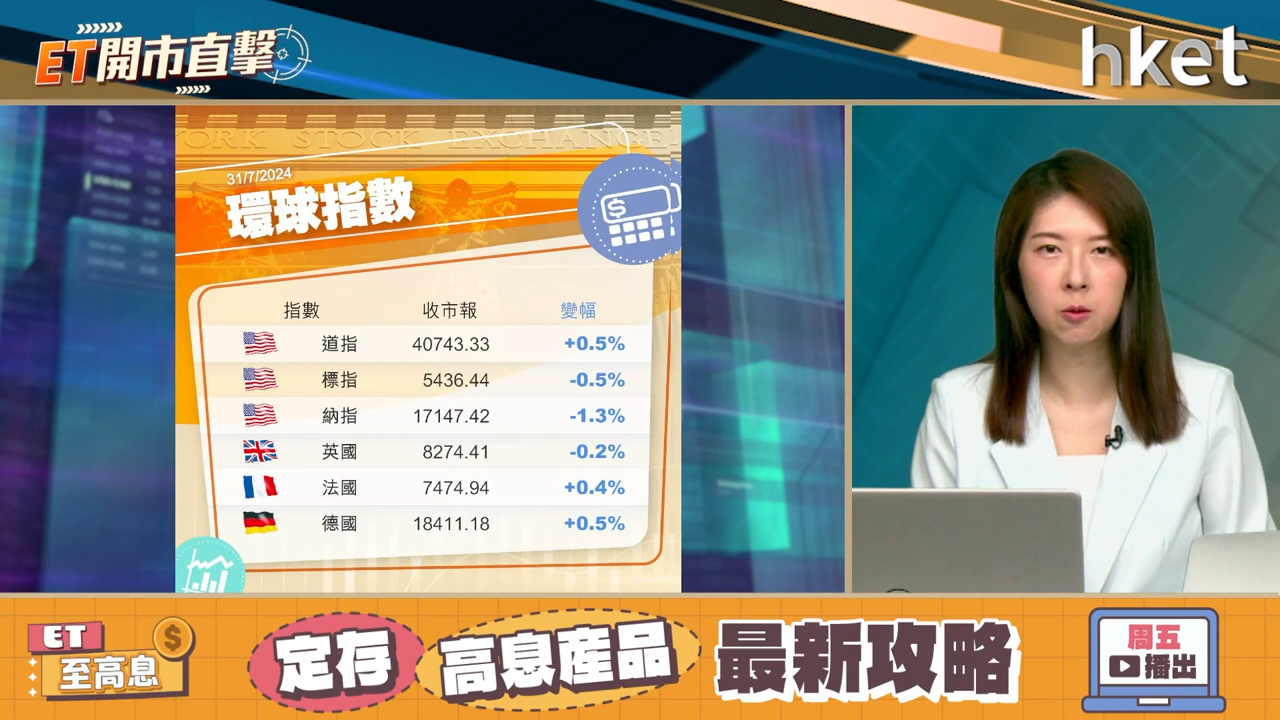 ET開市直擊
hket
YORK STOCK EXCHANGE
31/7/2024
環球指數
指數 收市報 變幅
道指 40743.33 +0.5%
標指 5436.44 -0.5%
納指 17147.42 -1.3%
英國 8274.41 -0.2%
法國 7474.94 +0.4%
德國 18411.18 +0.5%
ET
至高息
定存 高息產品 最新攻略
周五
播出